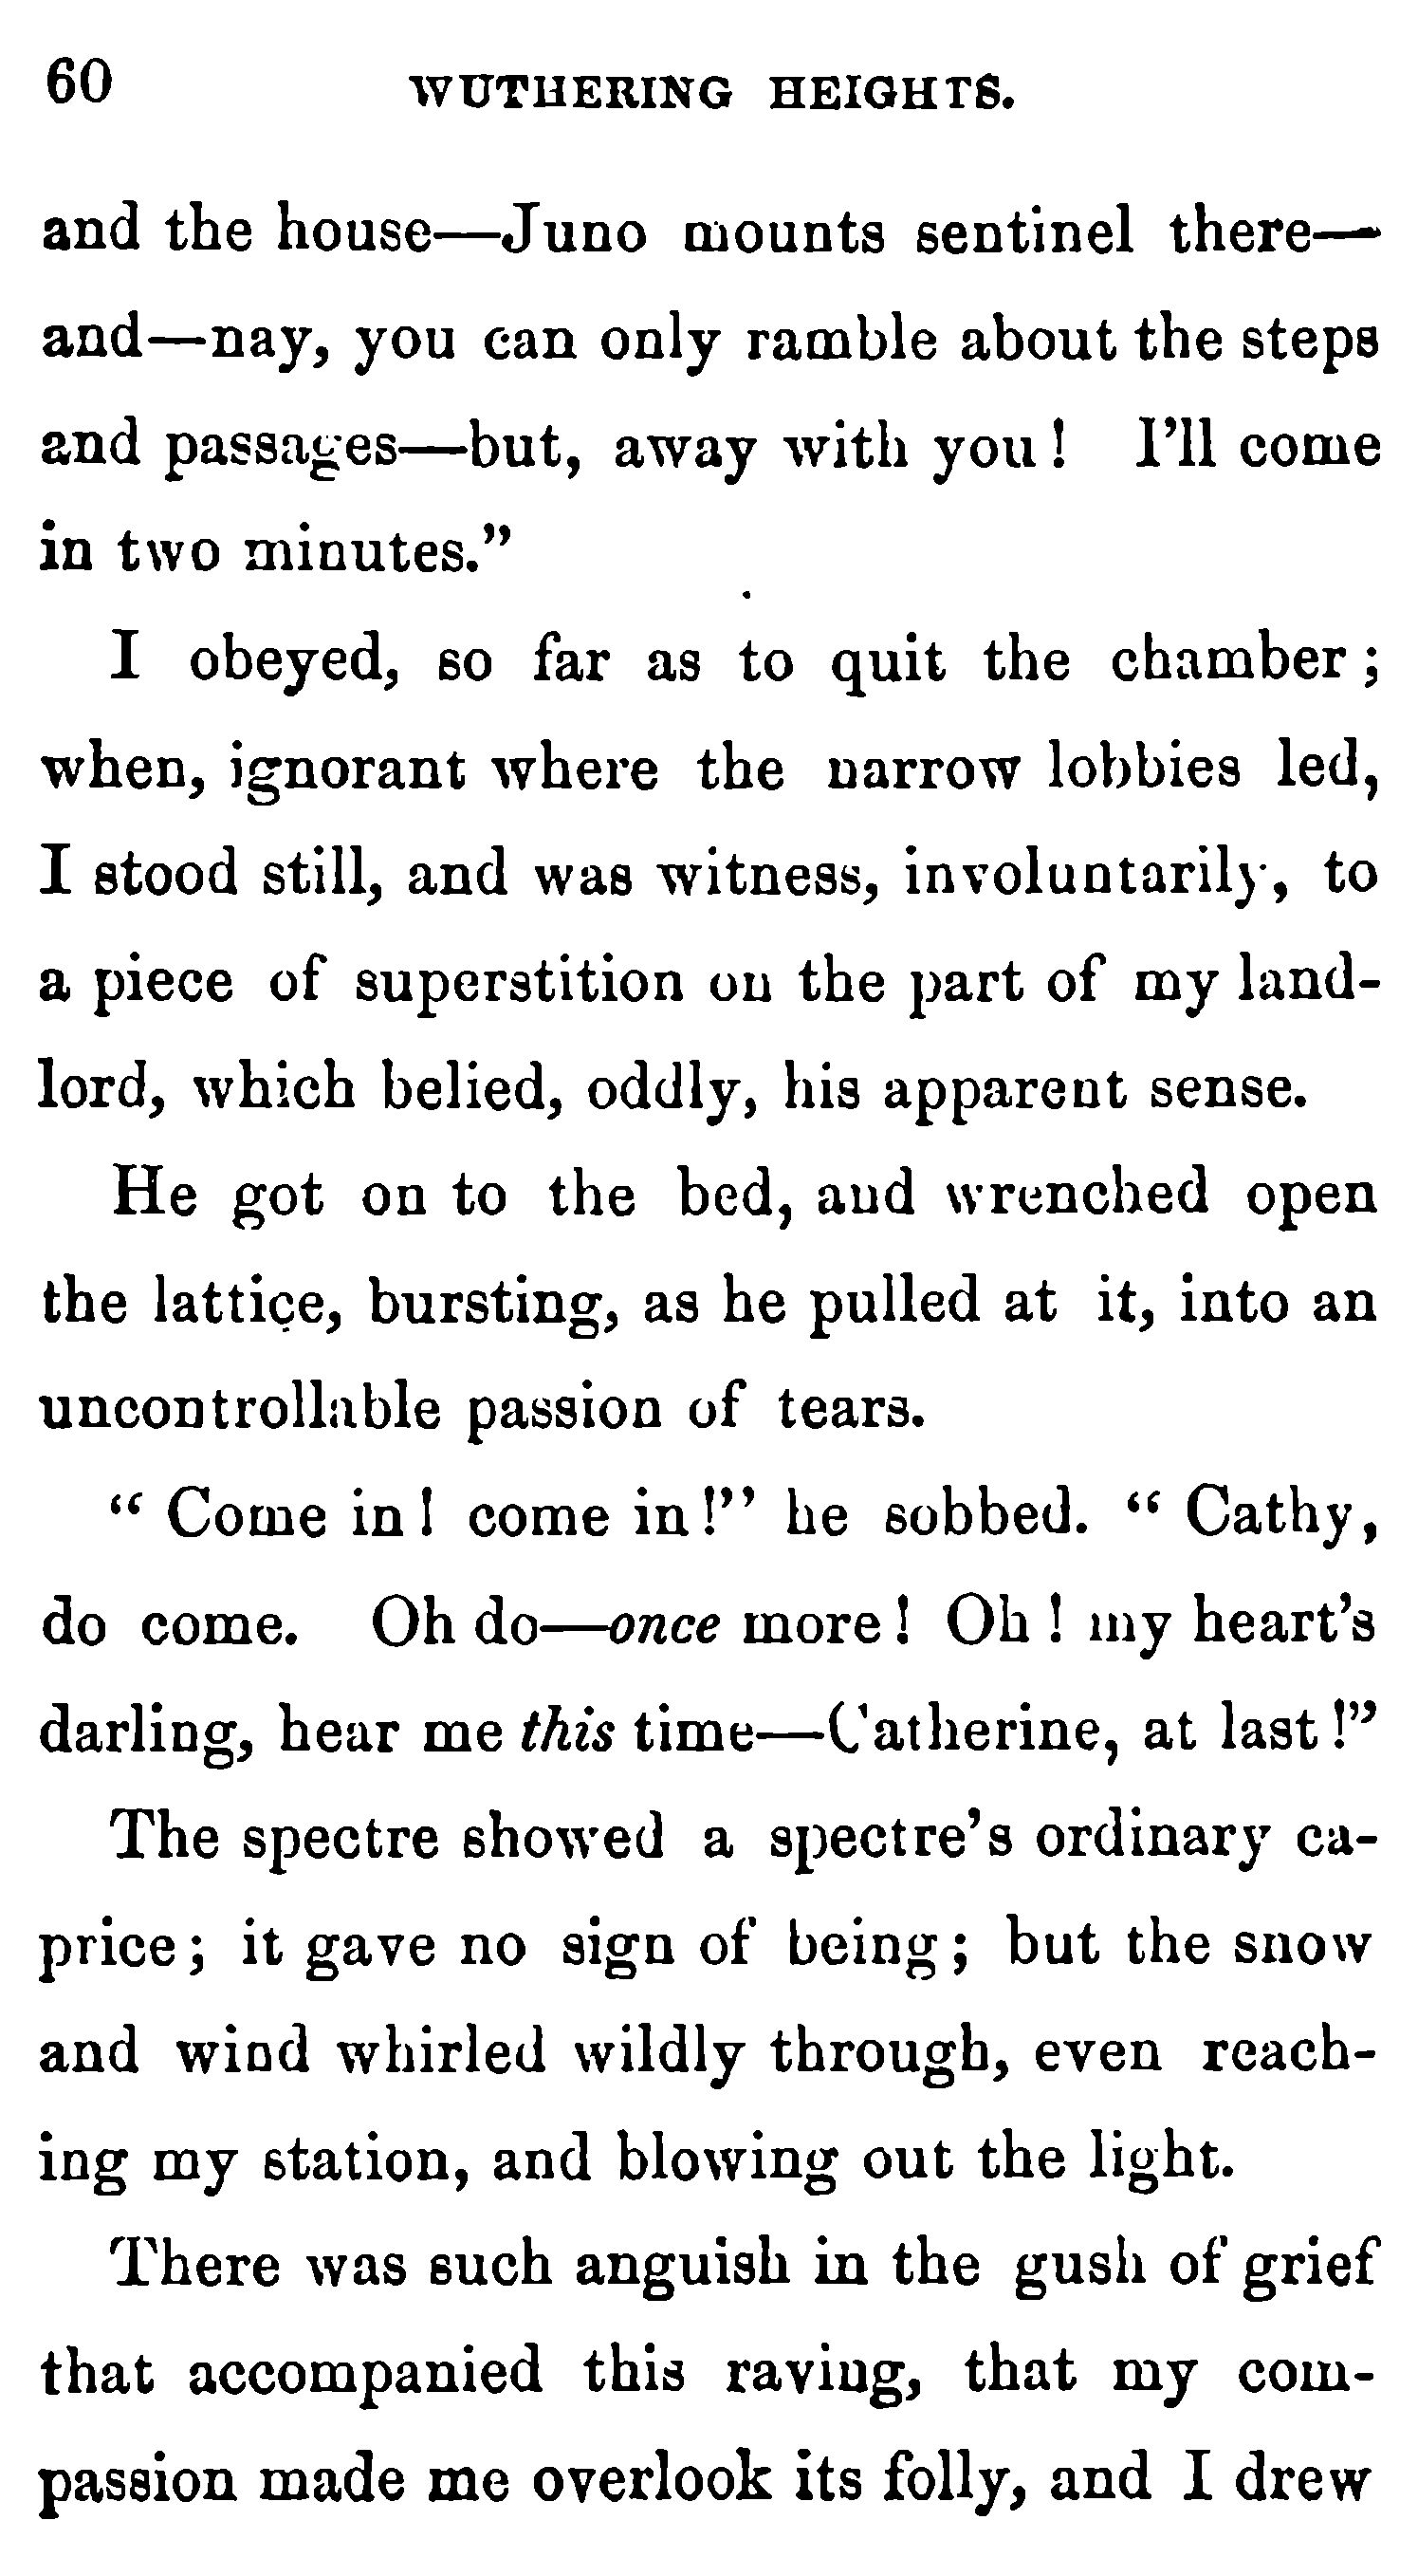 60 WUTHERING HEIGHTS.
and the house—Juno mounts sentinel there—
and—nay, you can only ramble about the steps
and passages—but, away with you! I'll come
in two minutes."
I obeyed, so far as to quit the chamber;
when, ignorant where the narrow lobbies led,
I stood still, and was witness, involuntarily, to
a piece of superstition on the part of my land-
lord, which belied, oddly, his apparent sense.
He got on to the bed, and wrenched open
the lattice, bursting, as he pulled at it, into an
uncontrollable passion of tears.
"Come in! come in!" he sobbed. "Cathy,
do come. Oh do—once more! Oh! my heart's
darling, hear me this time—Catherine, at last!"
The spectre showed a spectre's ordinary ca-
price; it gave no sign of being; but the snow
and wind whirled wildly through, even reach-
ing my station, and blowing out the light.
There was such anguish in the gush of grief
that accompanied this raving, that my com-
passion made me overlook its folly, and I drew